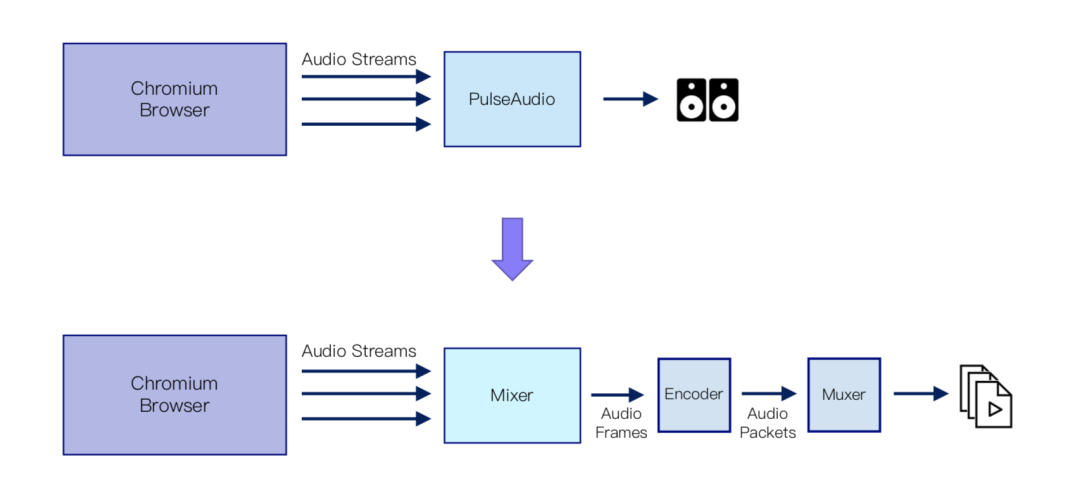 Audio Streams
Chromium
Browser
PulseAudio
Audio Streams
Chromium
Browser
Mixer
Encoder
Muxer
Audio
Frames
Audio
Packets